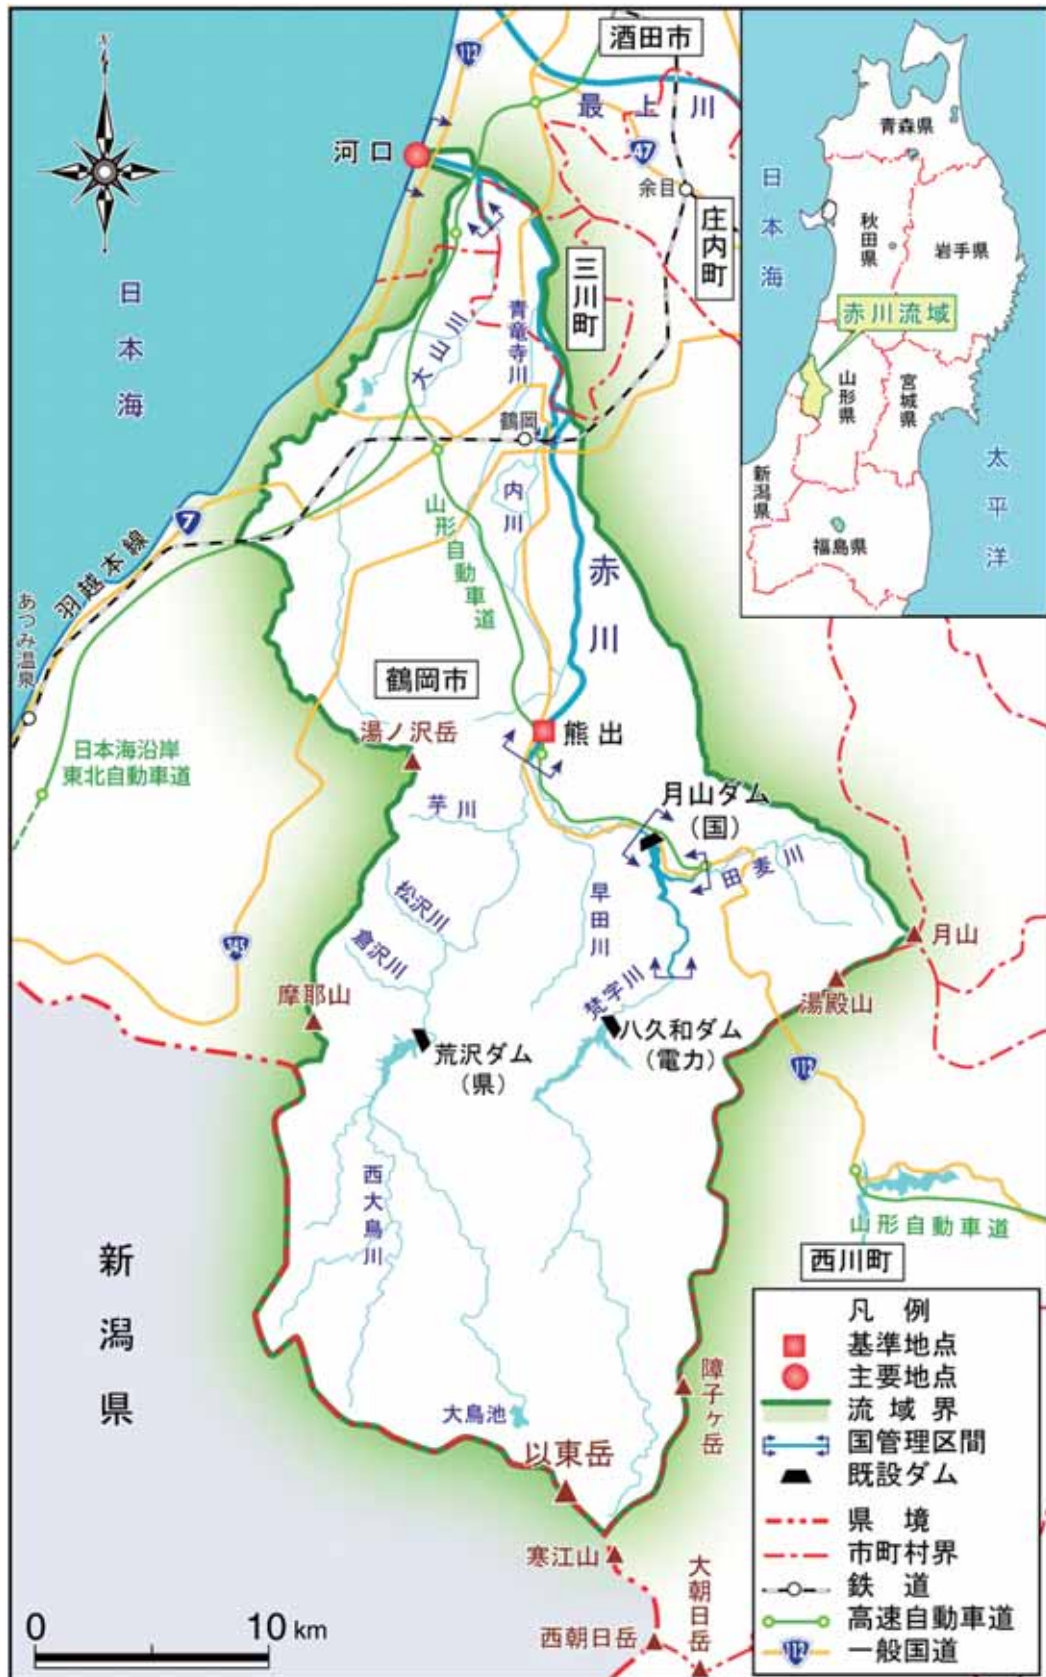 酒田市
112
最上川
47
河口
余目
庄内町
三川町
日本海
大山川
青竜寺川
鶴岡
内川
山形自動車道
赤川
7
羽越本線
あつみ温泉
鶴岡市
湯ノ沢岳
熊出
日本海沿岸
東北自動車道
月山ダム
（国）
芋川
田麦川
松沢川
早田川
倉沢川
345
月山
摩耶山
梵字川
湯殿山
荒沢ダム
（県）
八久和ダム
（電力）
112
西大鳥川
山形自動車道
西川町
新潟県
障子ヶ岳
大鳥池
以東岳
寒江山
大朝日岳
西朝日岳
0 10 km
N
青森県
日本海
秋田県
岩手県
赤川流域
山形県
宮城県
新潟県
福島県
太平洋
凡例
基準地点
主要地点
流域界
国管理区間
既設ダム
県境
市町村界
鉄道
高速自動車道
112 一般国道